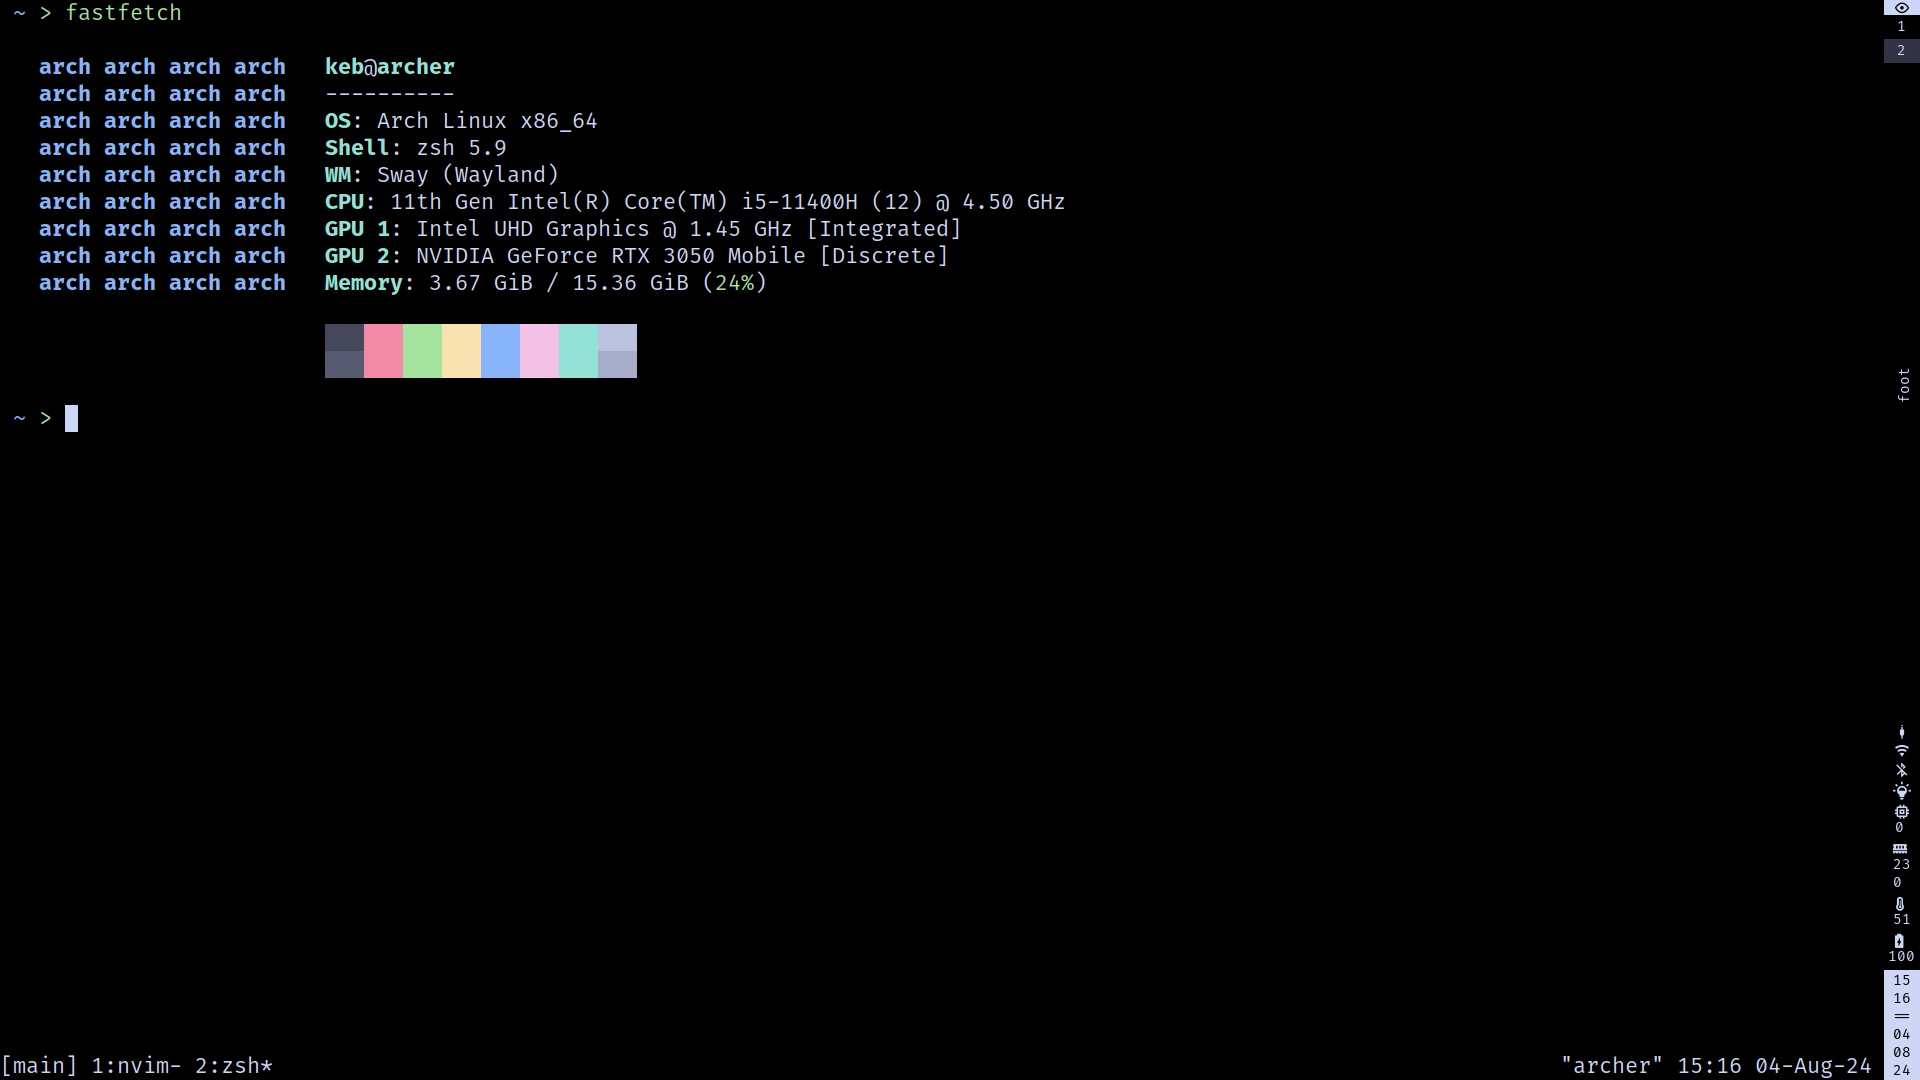 ~ > fastfetch
arch arch arch arch keb@archer
arch arch arch arch ----------
arch arch arch arch OS: Arch Linux x86_64
arch arch arch arch Shell: zsh 5.9
arch arch arch arch WM: Sway (Wayland)
arch arch arch arch CPU: 11th Gen Intel(R) Core(TM) i5-11400H (12) @ 4.50 GHz
arch arch arch arch GPU 1: Intel UHD Graphics @ 1.45 GHz [Integrated]
arch arch arch arch GPU 2: NVIDIA GeForce RTX 3050 Mobile [Discrete]
arch arch arch arch Memory: 3.67 GiB / 15.36 GiB (24%)
~ >
[main] 1:nvim- 2:zsh* "archer" 15:16 04-Aug-24
1
2
foot
0
23
0
51
100
15
16
=
04
08
24